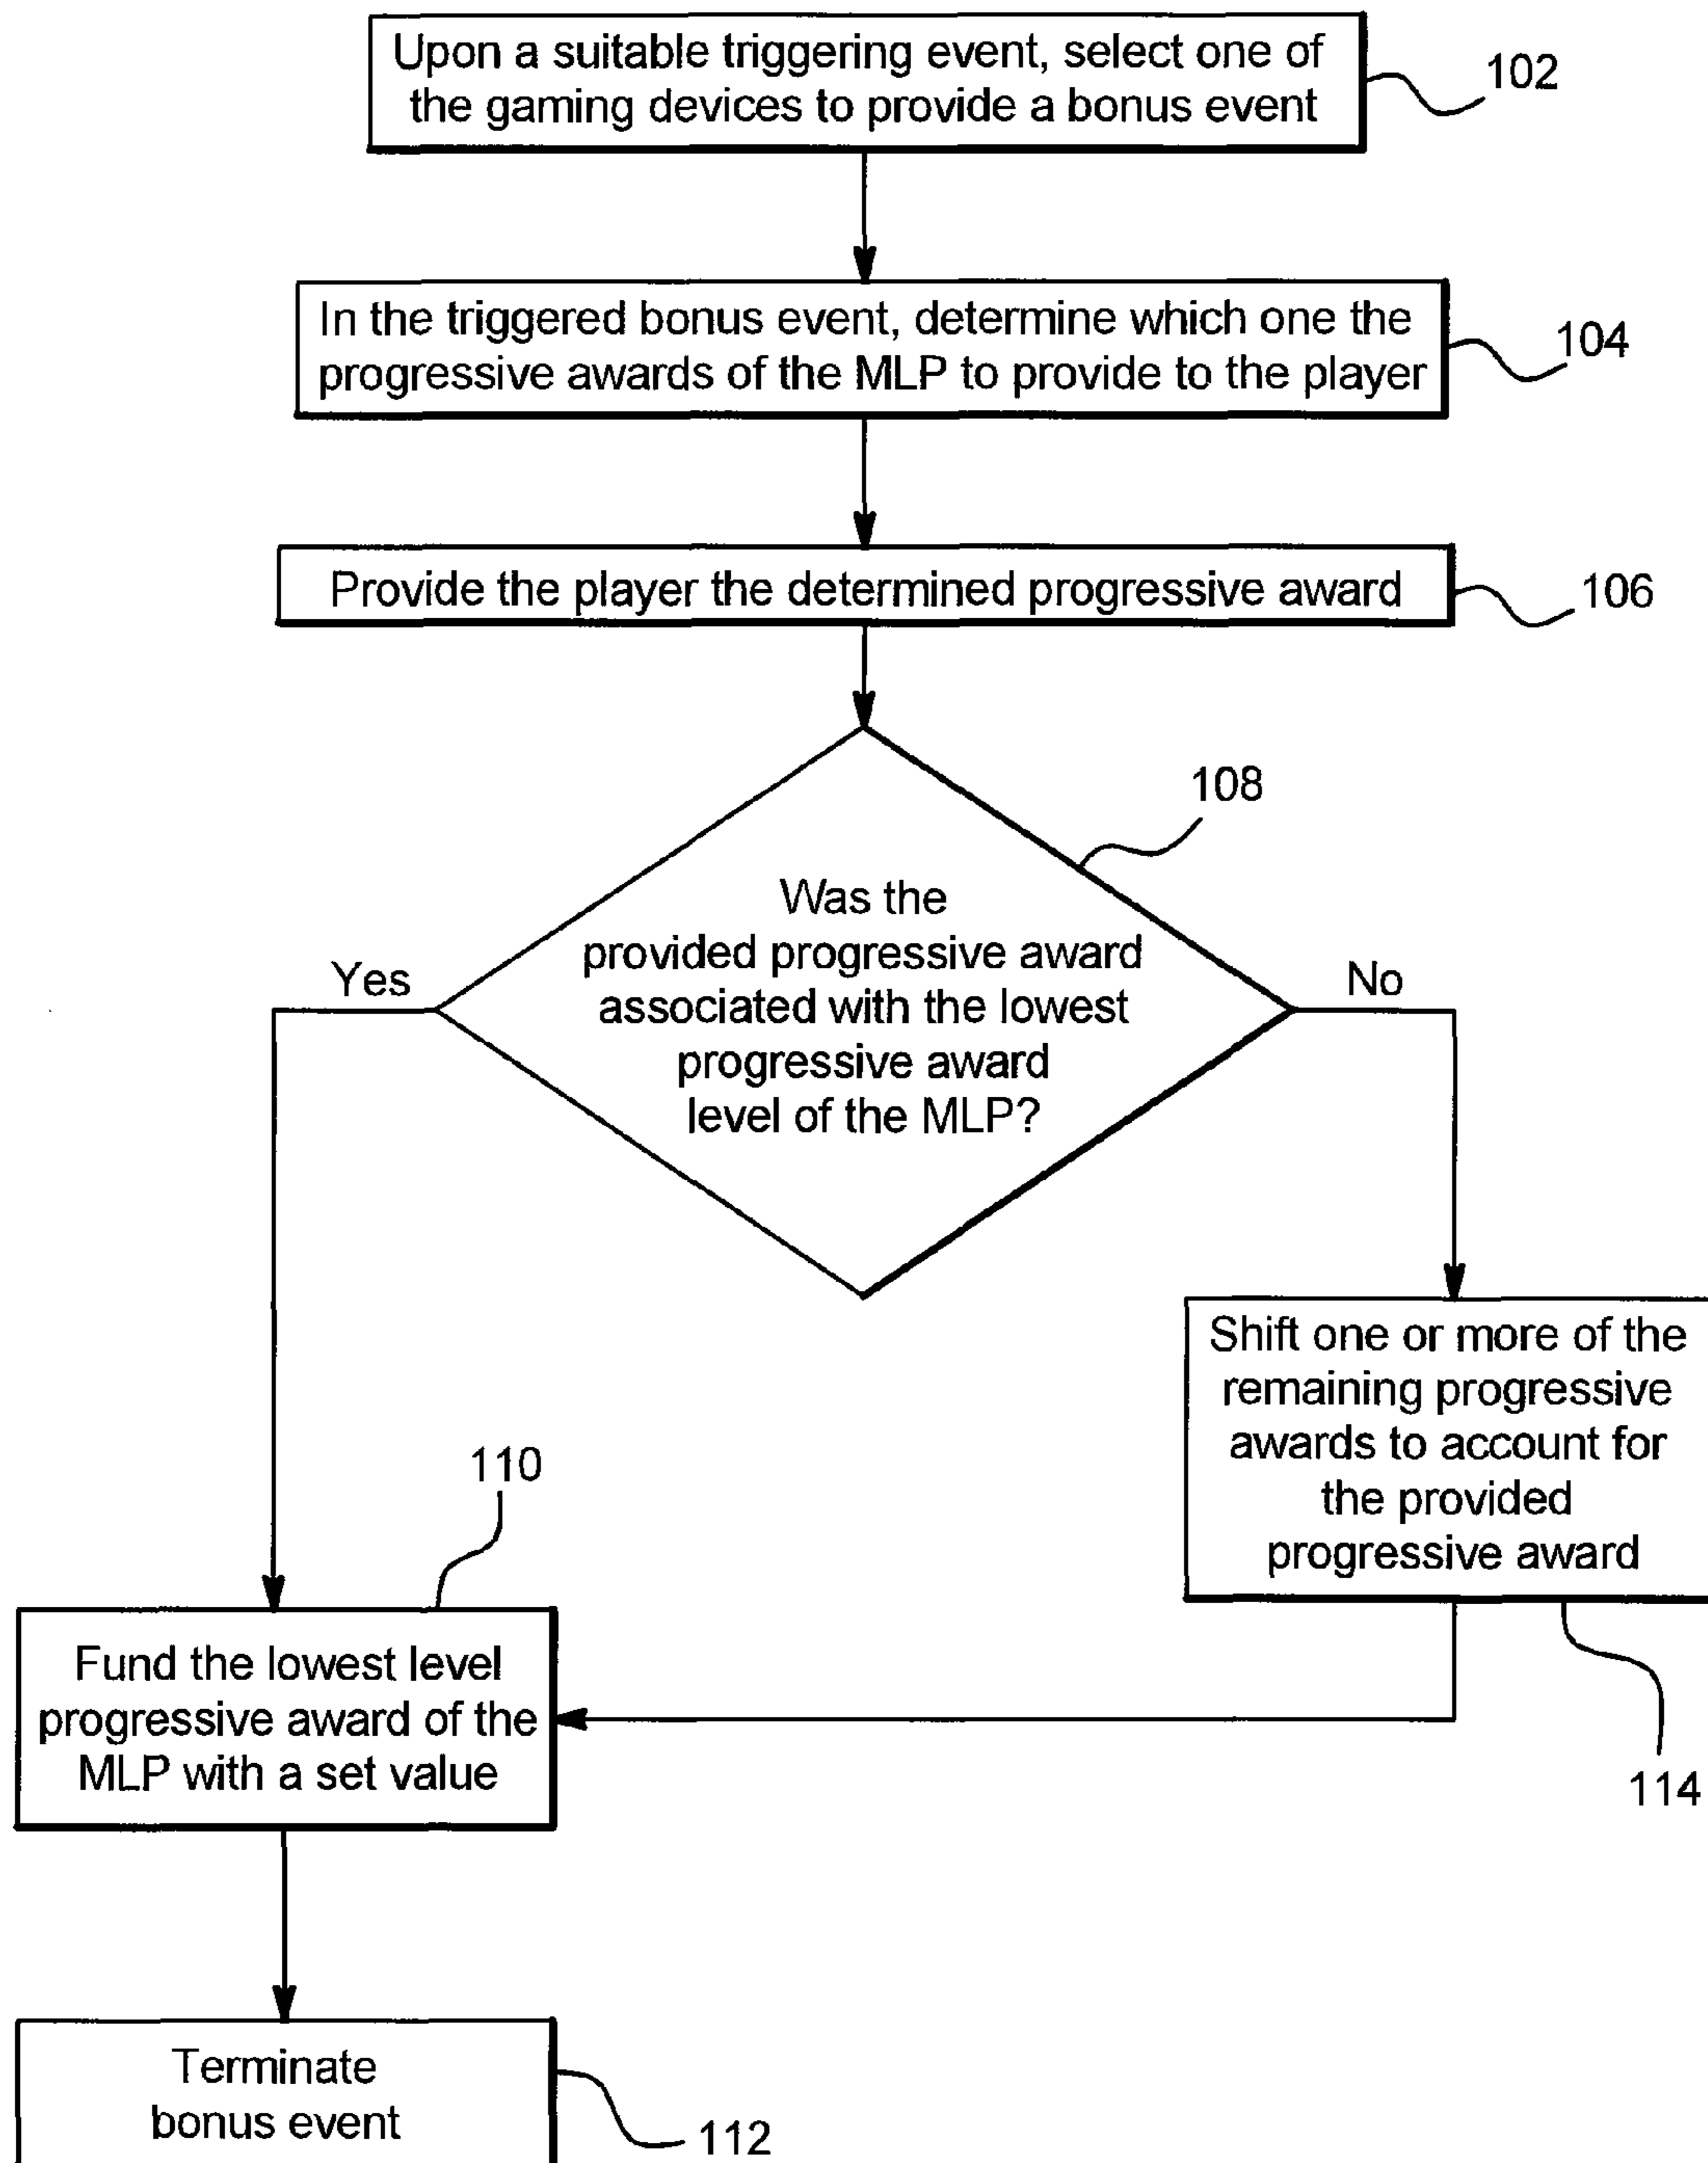 Upon a suitable triggering event, select one of
the gaming devices to provide a bonus event
102
In the triggered bonus event, determine which one the
progressive awards of the MLP to provide to the player
104
Provide the player the determined progressive award
106
108
Was the
provided progressive award
associated with the lowest
progressive award
level of the MLP?
Yes
No
Shift one or more of the
remaining progressive
awards to account for
the provided
progressive award
114
110
Fund the lowest level
progressive award of the
MLP with a set value
Terminate
bonus event
112